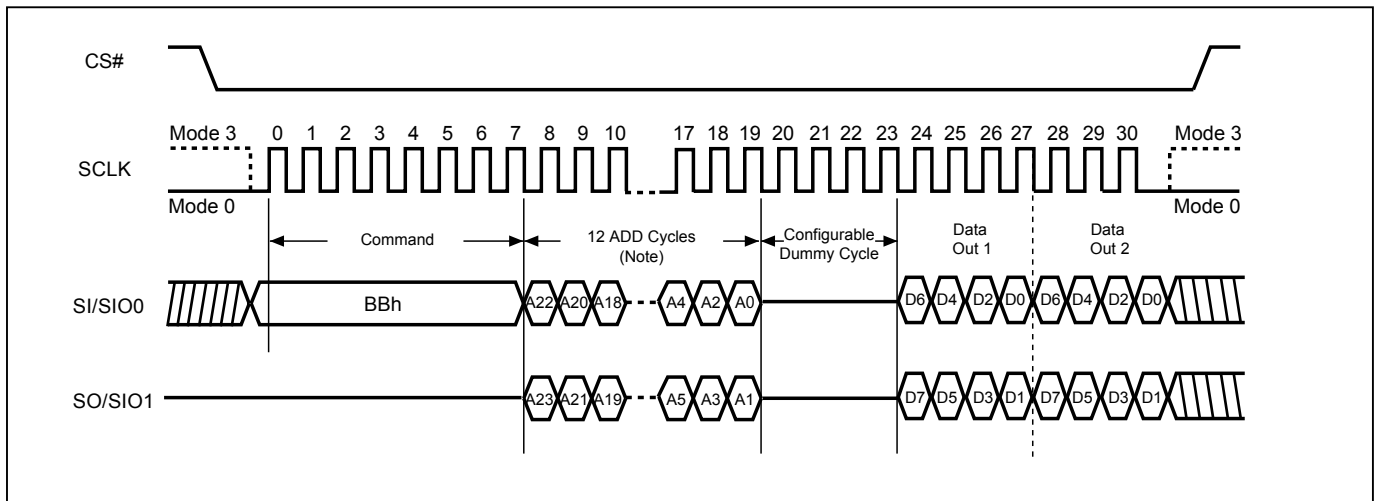 CS#
Mode 3 0 1 2 3 4 5 6 7 8 9 10 17 18 19 20 21 22 23 24 25 26 27 28 29 30 Mode 3
SCLK
Mode 0 Mode 0
Command 12 ADD Cycles (Note) Configurable Dummy Cycle Data Out 1 Data Out 2
SI/SIO0 BBh A22 A20 A18 A4 A2 A0 D6 D4 D2 D0 D6 D4 D2 D0
SO/SIO1 A23 A21 A19 A5 A3 A1 D7 D5 D3 D1 D7 D5 D3 D1